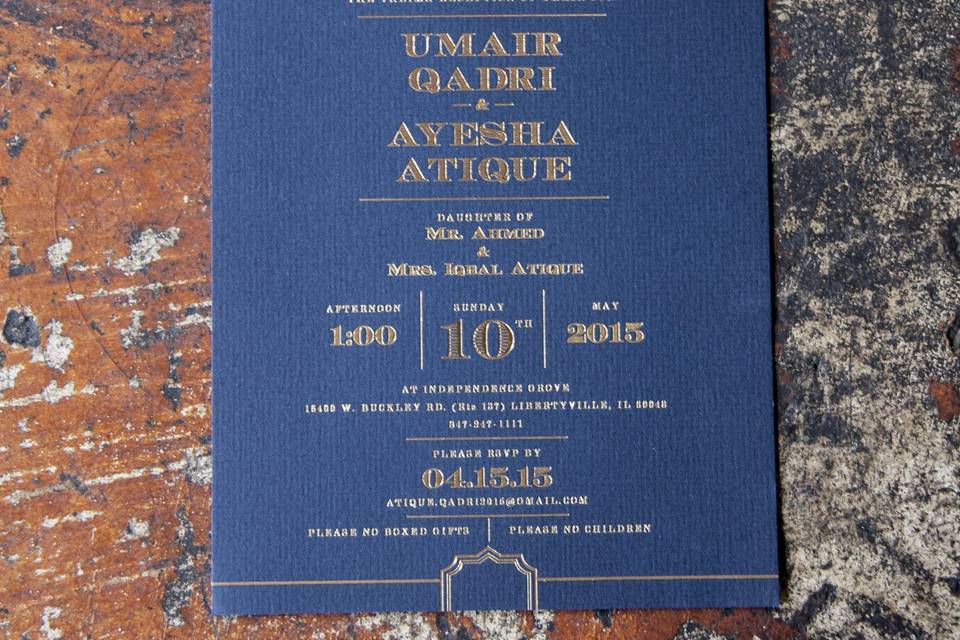 UMAIR
QADRI
&
AYESHA
ATIQUE
DAUGHTER OF
MR. AHMED
&
MRS. IQBAL ATIQUE
AFTERNOON SUNDAY MAY
1:00 10TH 2015
AT INDEPENDENCE GROVE
16400 W. BUCKLEY RD. (Rte 137) LIBERTYVILLE, IL 60048
847-247-1111
PLEASE RSVP BY
04.15.15
ATIQUE.QADRI2015@GMAIL.COM
PLEASE NO BOXED GIFTS PLEASE NO CHILDREN